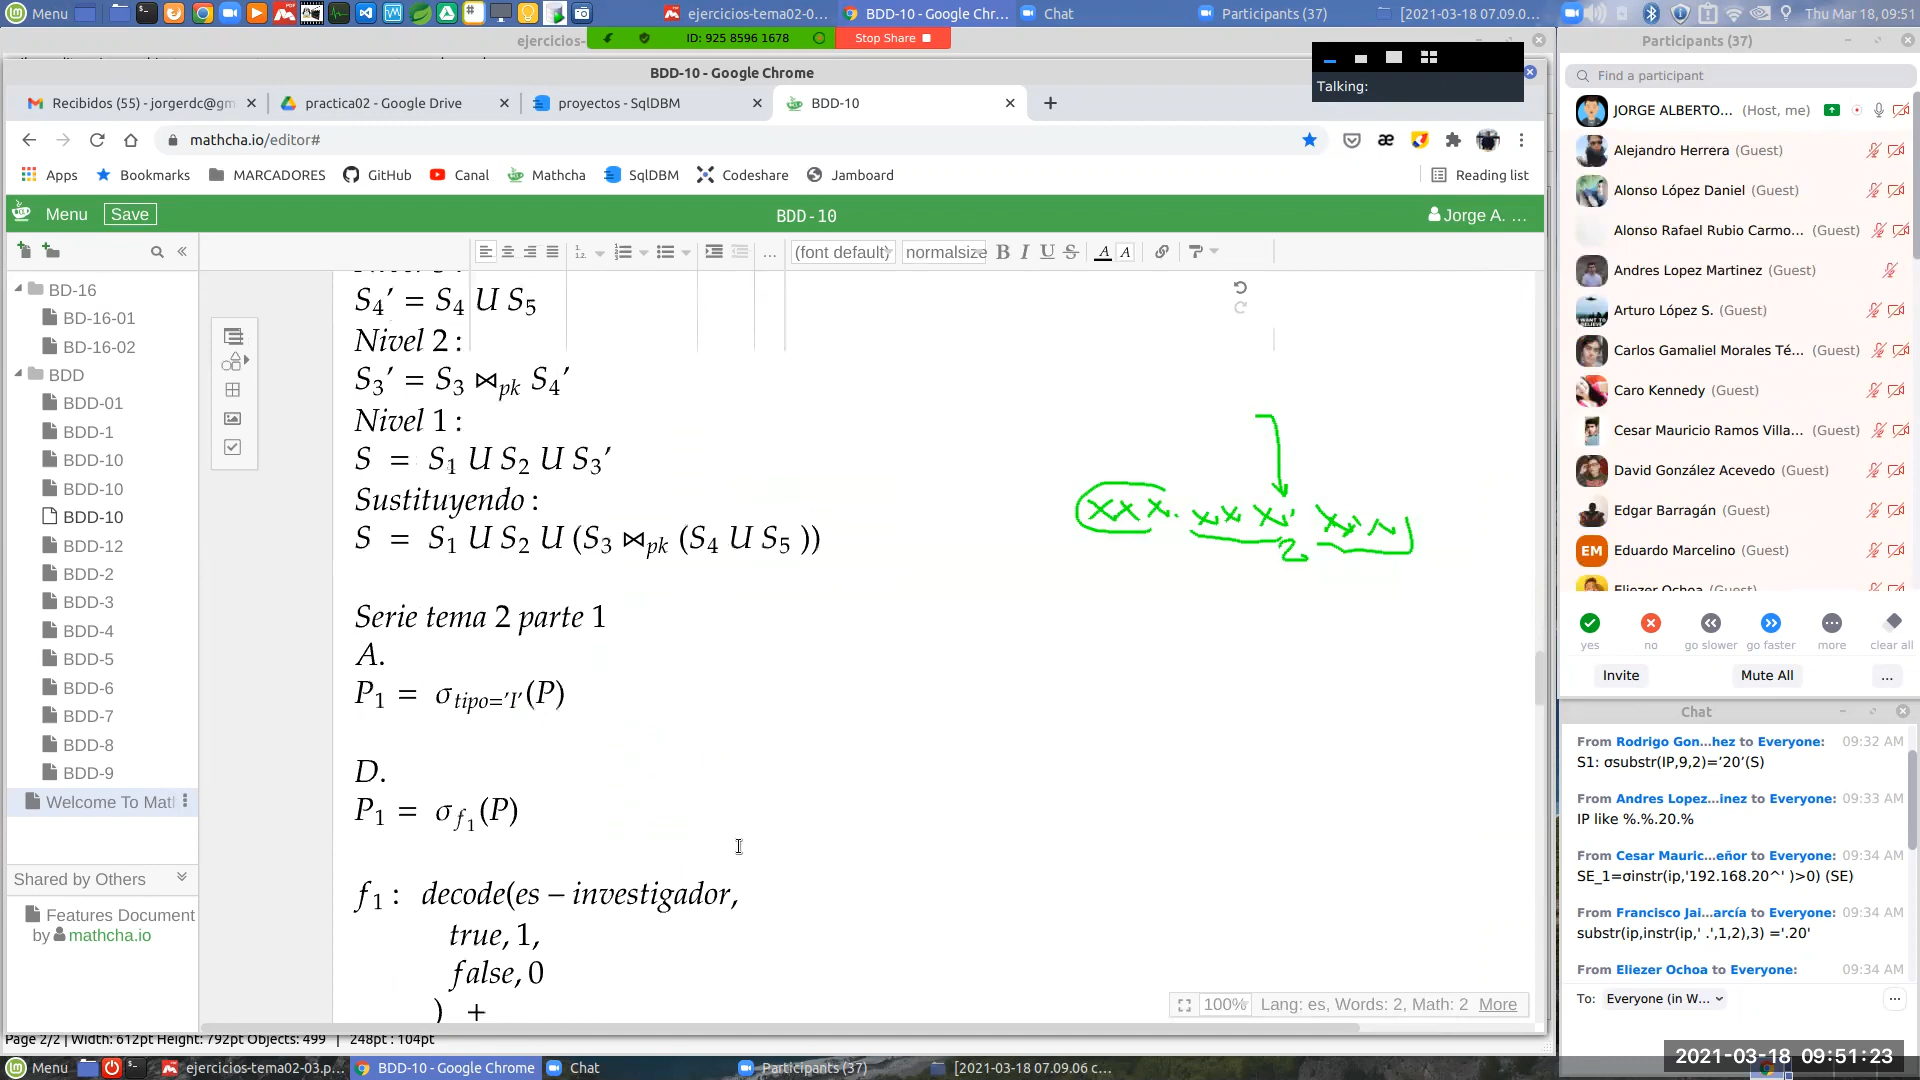 Menu
ejercicios-tema02-0...
BDD-10 - Google Chr...
Chat
Participants (37)
[2021-03-18 07.09.0...
Thu Mar 18, 09:51
ejercicios-
ID: 925 8596 1678
Stop Share
BDD-10 - Google Chrome
Talking:
Recibidos (55) - jorgerdc@gm
practica02 - Google Drive
proyectos - SqlDBM
BDD-10
mathcha.io/editor#
Apps
Bookmarks
MARCADORES
GitHub
Canal
Mathcha
SqlDBM
Codeshare
Jamboard
Reading list
Menu
Save
BDD-10
Jorge A. ...
(font default)
normalsize
B I U S A A
BD-16
BD-16-01
BD-16-02
BDD
BDD-01
BDD-1
BDD-10
BDD-10
BDD-10
BDD-12
BDD-2
BDD-3
BDD-4
BDD-5
BDD-6
BDD-7
BDD-8
BDD-9
Welcome To Mat
Shared by Others
Features Document
by mathcha.io
S4' = S4 U S5
Nivel 2 :
S3' = S3 ⋈pk S4'
Nivel 1 :
S = S1 U S2 U S3'
Sustituyendo :
S = S1 U S2 U (S3 ⋈pk (S4 U S5 ))
Serie tema 2 parte 1
A.
P1 = σtipo='I'(P)
D.
P1 = σf1(P)
f1 : decode(es − investigador,
true, 1,
false, 0
) +
100%
Lang: es, Words: 2, Math: 2 More
Page 2/2 | Width: 612pt Height: 792pt Objects: 499 | 248pt : 104pt
Participants (37)
Find a participant
JORGE ALBERTO... (Host, me)
Alejandro Herrera (Guest)
Alonso López Daniel (Guest)
Alonso Rafael Rubio Carmo... (Guest)
Andres Lopez Martinez (Guest)
Arturo López S. (Guest)
Carlos Gamaliel Morales Té... (Guest)
Caro Kennedy (Guest)
Cesar Mauricio Ramos Villa... (Guest)
David González Acevedo (Guest)
Edgar Barragán (Guest)
EM Eduardo Marcelino (Guest)
Eliezer Ochoa (Guest)
yes
no
go slower
go faster
more
clear all
Invite
Mute All
...
Chat
From Rodrigo Gon...hez to Everyone: 09:32 AM
S1: σsubstr(IP,9,2)='20'(S)
From Andres Lopez...inez to Everyone: 09:33 AM
IP like %.%.20.%
From Cesar Mauric...eñor to Everyone: 09:34 AM
SE_1=σinstr(ip,'192.168.20^' )>0) (SE)
From Francisco Jai...arcía to Everyone: 09:34 AM
substr(ip,instr(ip,' .',1,2),3) ='.20'
From Eliezer Ochoa to Everyone: 09:34 AM
To: Everyone (in W...
Menu
ejercicios-tema02-03.p...
BDD-10 - Google Chrome
Chat
Participants (37)
[2021-03-18 07.09.06 c...
2021-03-18 09:51:23